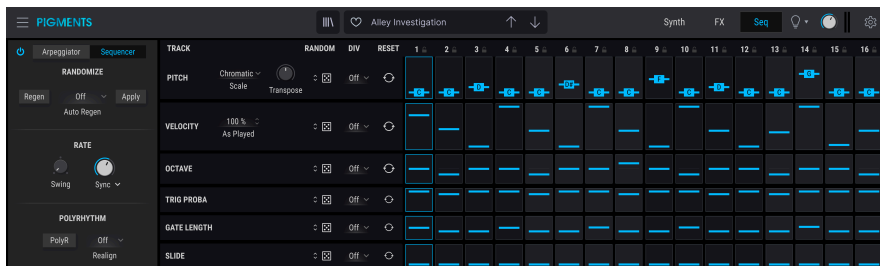 PIGMENTS
Alley Investigation
Synth FX Seq
Arpeggiator Sequencer
TRACK RANDOM DIV RESET 1 2 3 4 5 6 7 8 9 10 11 12 13 14 15 16
RANDOMIZE
PITCH Chromatic Off
Scale Transpose
C C D C C D# C C F C D C C G C C
Regen Off Apply
Auto Regen
VELOCITY 100 % Off
As Played
RATE
OCTAVE Off
Swing Sync
TRIG PROBA Off
POLYRHYTHM
GATE LENGTH Off
PolyR Off
Realign
SLIDE Off